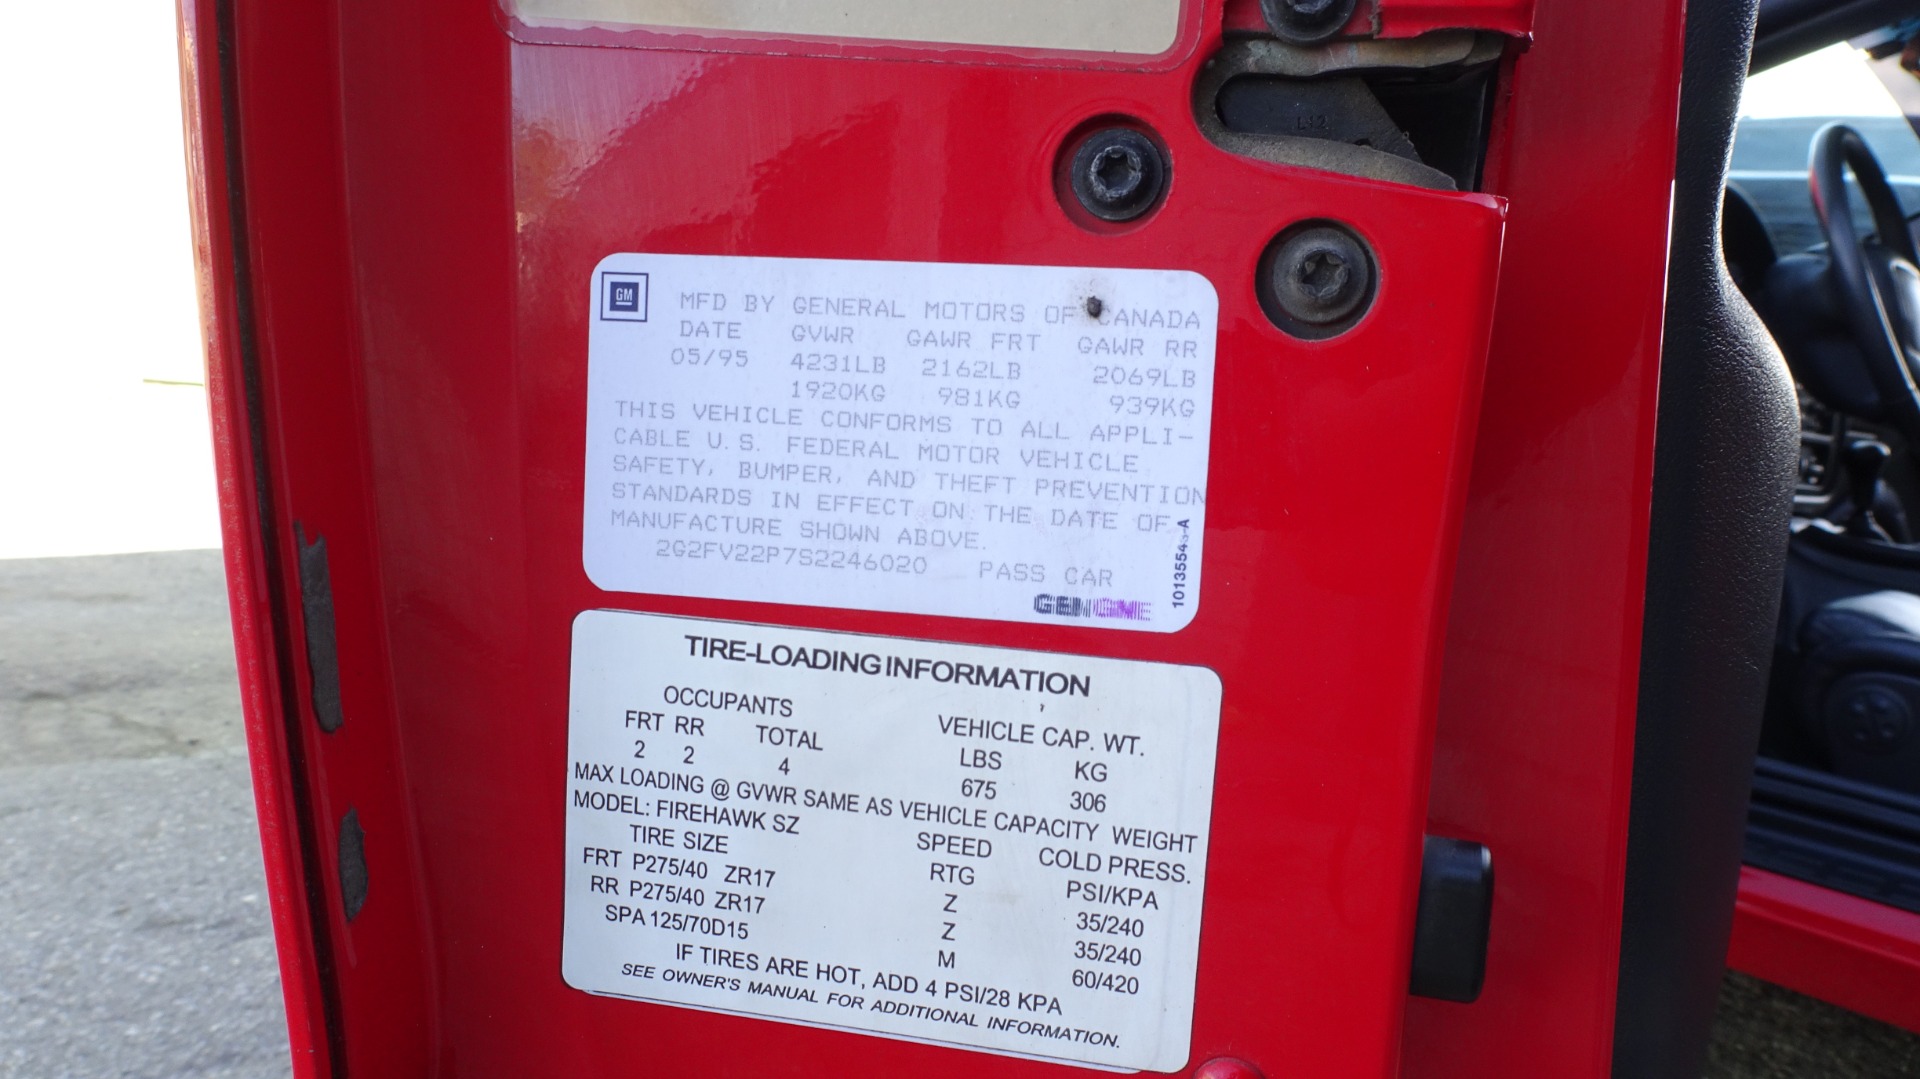 L42
GM
MFD BY GENERAL MOTORS OF CANADA
DATE GVWR GAWR FRT GAWR RR
05/95 4231LB 2162LB 2069LB
1920KG 981KG 939KG
THIS VEHICLE CONFORMS TO ALL APPLI-
CABLE U.S. FEDERAL MOTOR VEHICLE
SAFETY, BUMPER, AND THEFT PREVENTION
STANDARDS IN EFFECT ON THE DATE OF
MANUFACTURE SHOWN ABOVE.
2G2FV22P7S2246020 PASS CAR
TIRE-LOADING INFORMATION
OCCUPANTS VEHICLE CAP. WT.
FRT RR TOTAL LBS KG
2 2 4 675 306
MAX LOADING @ GVWR SAME AS VEHICLE CAPACITY WEIGHT
MODEL: FIREHAWK SZ
TIRE SIZE SPEED COLD PRESS.
RTG PSI/KPA
FRT P275/40 ZR17 Z 35/240
RR P275/40 ZR17 Z 35/240
SPA 125/70D15 M 60/420
IF TIRES ARE HOT, ADD 4 PSI/28 KPA
SEE OWNER'S MANUAL FOR ADDITIONAL INFORMATION.